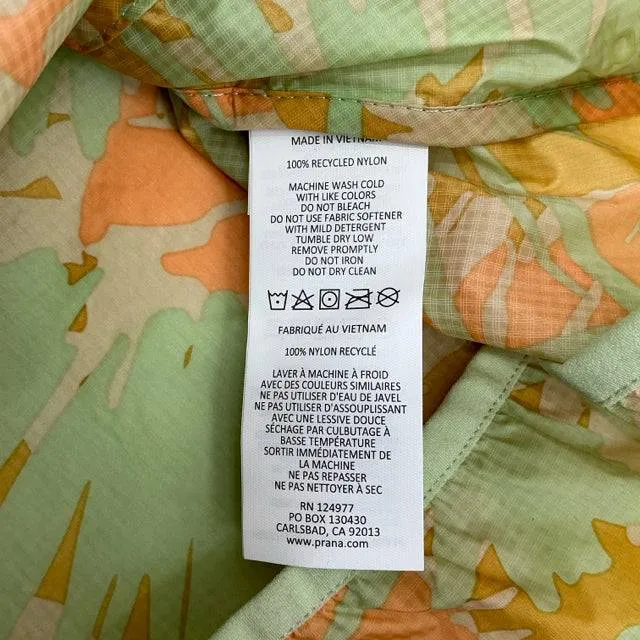 MADE IN VIETNAM
100% RECYCLED NYLON
MACHINE WASH COLD
WITH LIKE COLORS
DO NOT BLEACH
DO NOT USE FABRIC SOFTENER
WITH MILD DETERGENT
TUMBLE DRY LOW
REMOVE PROMPTLY
DO NOT IRON
DO NOT DRY CLEAN
FABRIQUÉ AU VIETNAM
100% NYLON RECYCLÉ
LAVER À MACHINE À FROID
AVEC DES COULEURS SIMILAIRES
NE PAS UTILISER D'EAU DE JAVEL
NE PAS UTILISER D'ASSOUPLISSANT
AVEC UNE LESSIVE DOUCE
SÉCHAGE PAR CULBUTAGE À
BASSE TEMPÉRATURE
SORTIR IMMÉDIATEMENT DE
LA MACHINE
NE PAS REPASSER
NE PAS NETTOYER À SEC
RN 124977
PO BOX 130430
CARLSBAD, CA 92013
www.prana.com